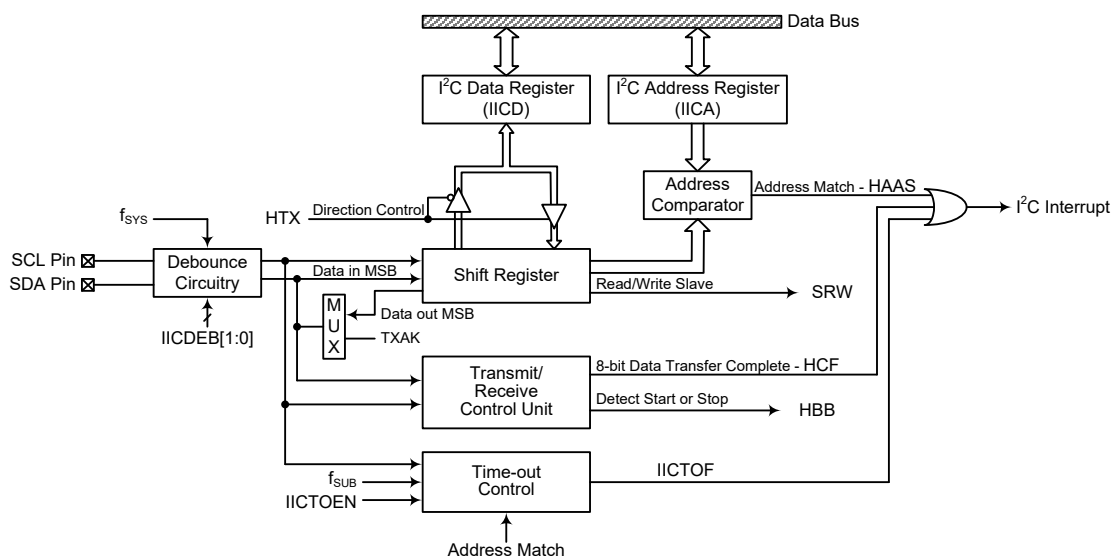 Data Bus
I²C Data Register
(IICD)
I²C Address Register
(IICA)
Address
Comparator
Address Match - HAAS
I²C Interrupt
HTX
Direction Control
fSYS
SCL Pin
SDA Pin
Debounce
Circuitry
IICDEB[1:0]
Data in MSB
Shift Register
Read/Write Slave
SRW
M
U
X
Data out MSB
TXAK
Transmit/
Receive
Control Unit
8-bit Data Transfer Complete - HCF
Detect Start or Stop
HBB
fSUB
IICTOEN
Time-out
Control
IICTOF
Address Match